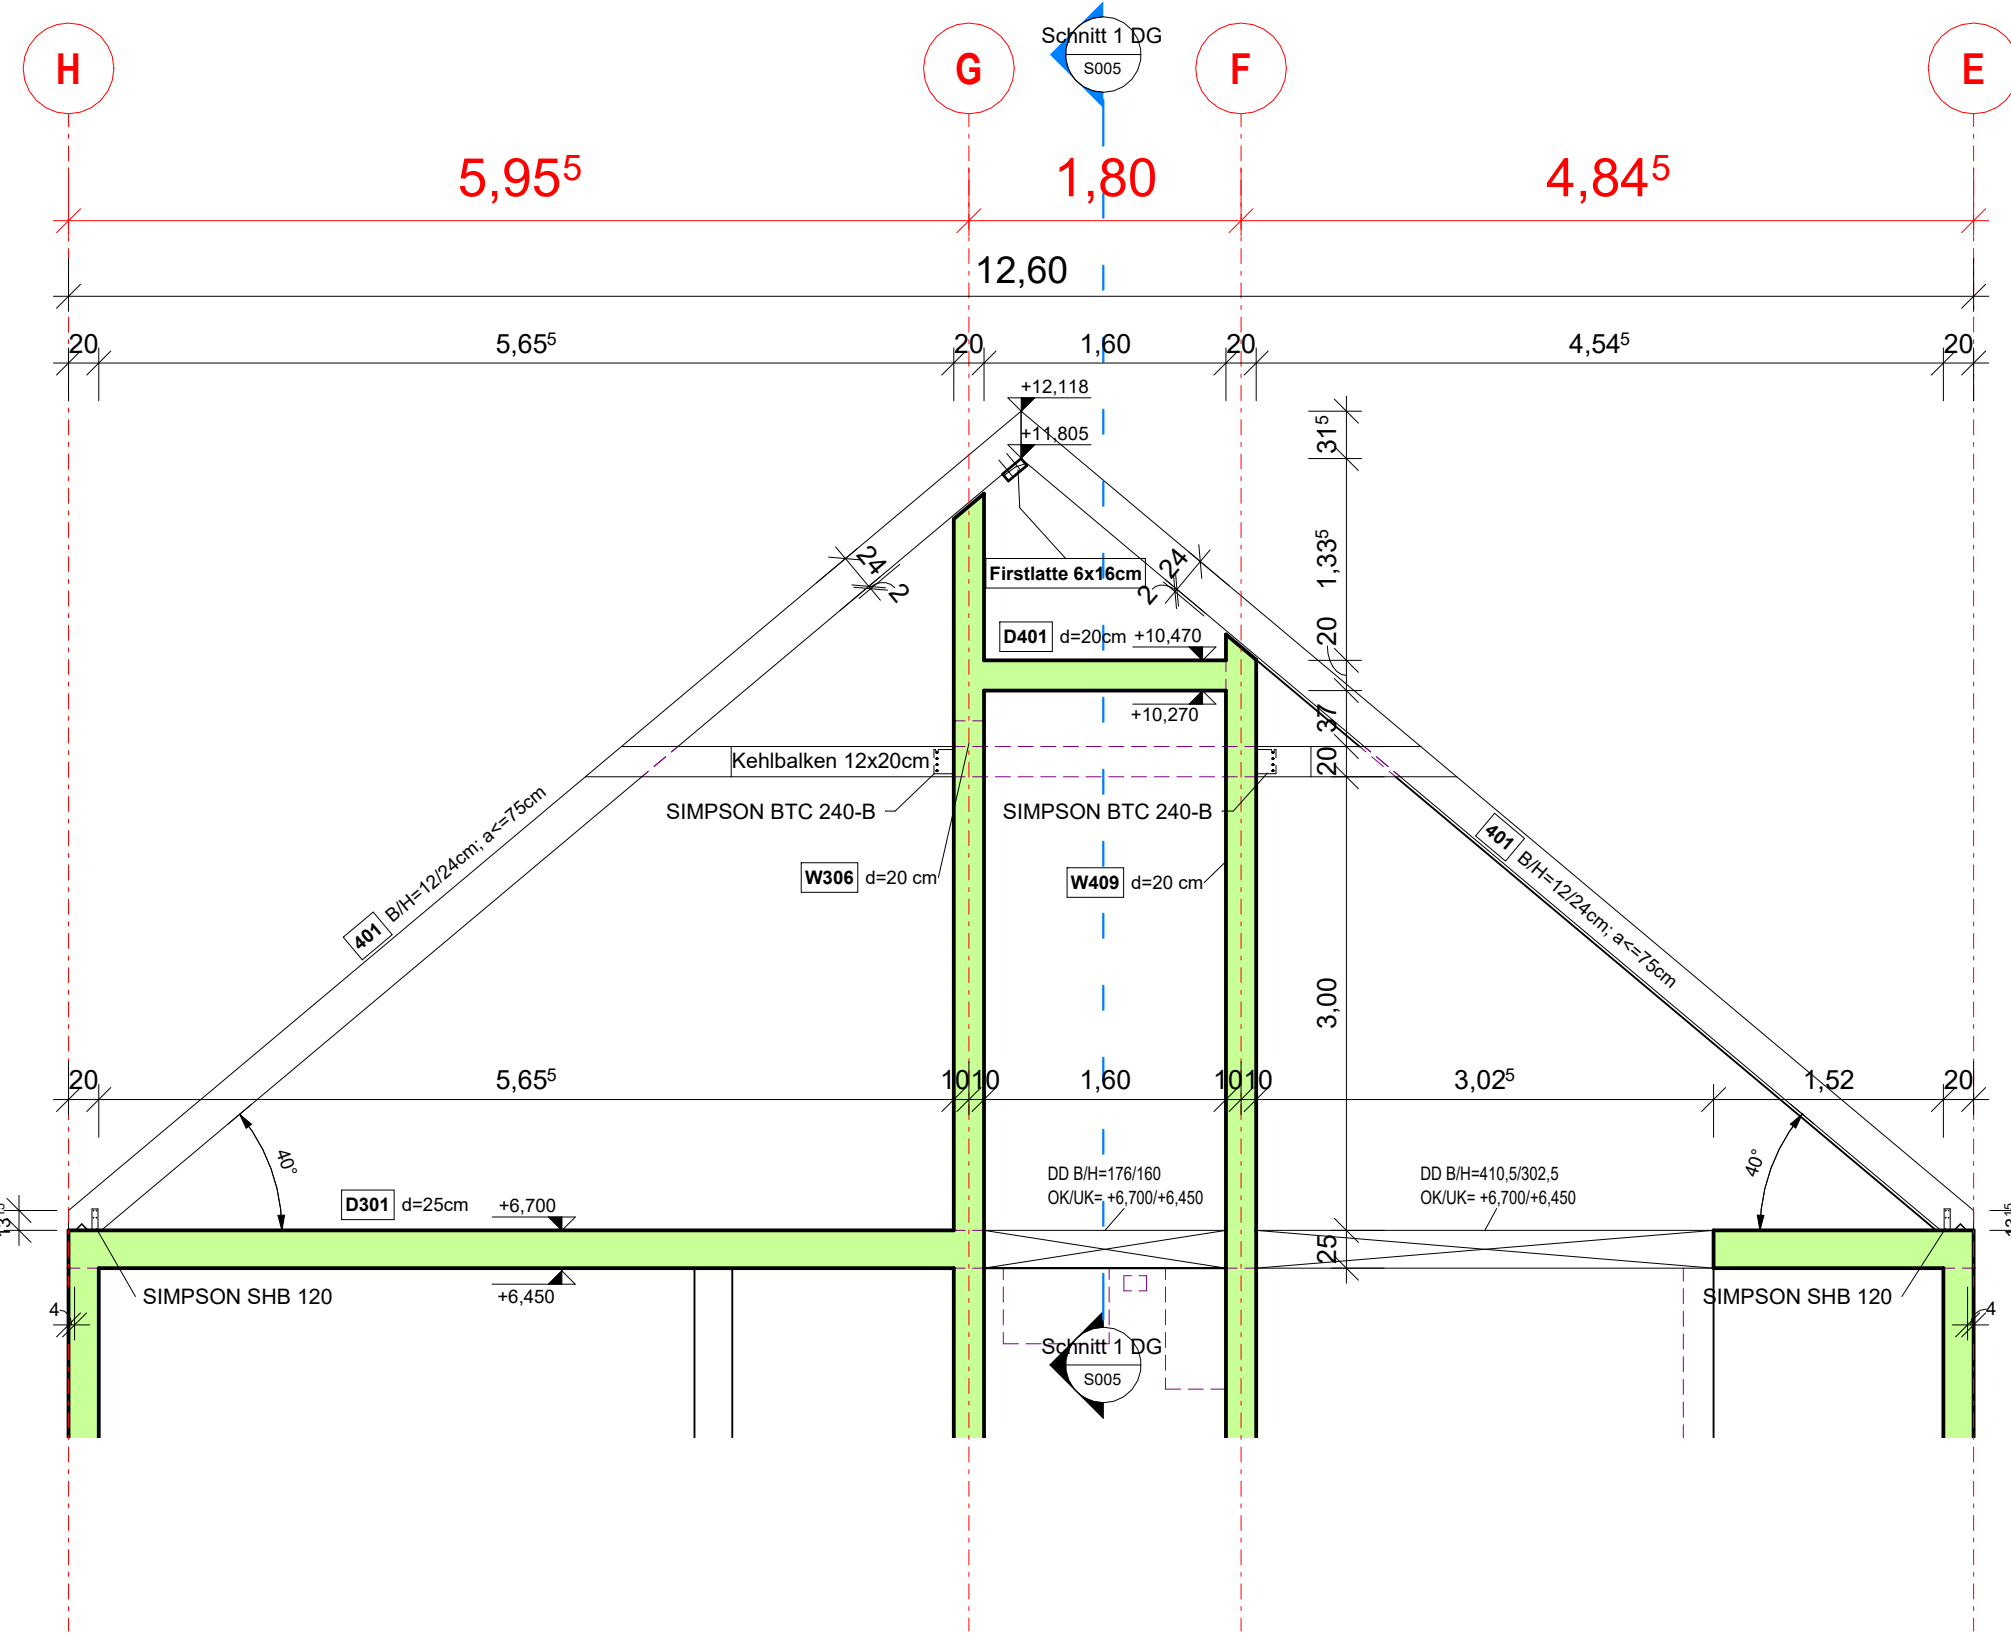 H
G
Schnitt 1 DG
S005
F
E
5,95⁵
1,80
4,84⁵
12,60
20
5,65⁵
20
1,60
20
4,54⁵
20
+12,118
+11,805
31⁵
24
2
Firstlatte 6x16cm
24
2
1,33⁵
D401 d=20cm +10,470
20
+10,270
37
Kehlbalken 12x20cm
20
SIMPSON BTC 240-B
SIMPSON BTC 240-B
401 B/H=12/24cm; a<=75cm
401 B/H=12/24cm; a<=75cm
W306 d=20 cm
W409 d=20 cm
3,00
20
5,65⁵
10 10
1,60
10 10
3,02⁵
1,52
20
40°
40°
DD B/H=176/160
OK/UK= +6,700/+6,450
DD B/H=410,5/302,5
OK/UK= +6,700/+6,450
D301 d=25cm
+6,700
25
+6,450
SIMPSON SHB 120
SIMPSON SHB 120
4
4
Schnitt 1 DG
S005